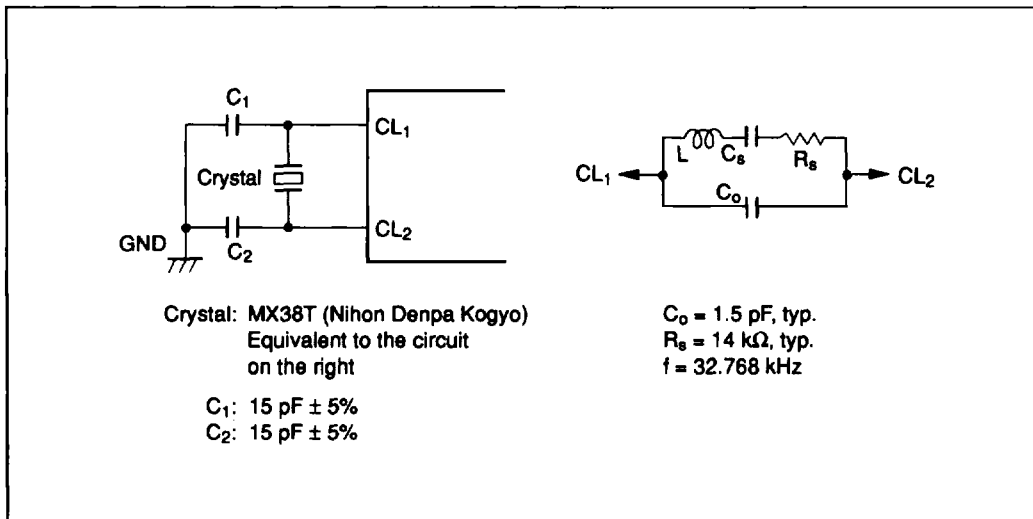 C₁
CL₁
Crystal
CL₂
GND
C₂
L
Cₛ
Rₛ
CL₁
CL₂
Cₒ
Crystal: MX38T (Nihon Denpa Kogyo)
Equivalent to the circuit
on the right
C₁: 15 pF ± 5%
C₂: 15 pF ± 5%
Cₒ = 1.5 pF, typ.
Rₛ = 14 kΩ, typ.
f = 32.768 kHz